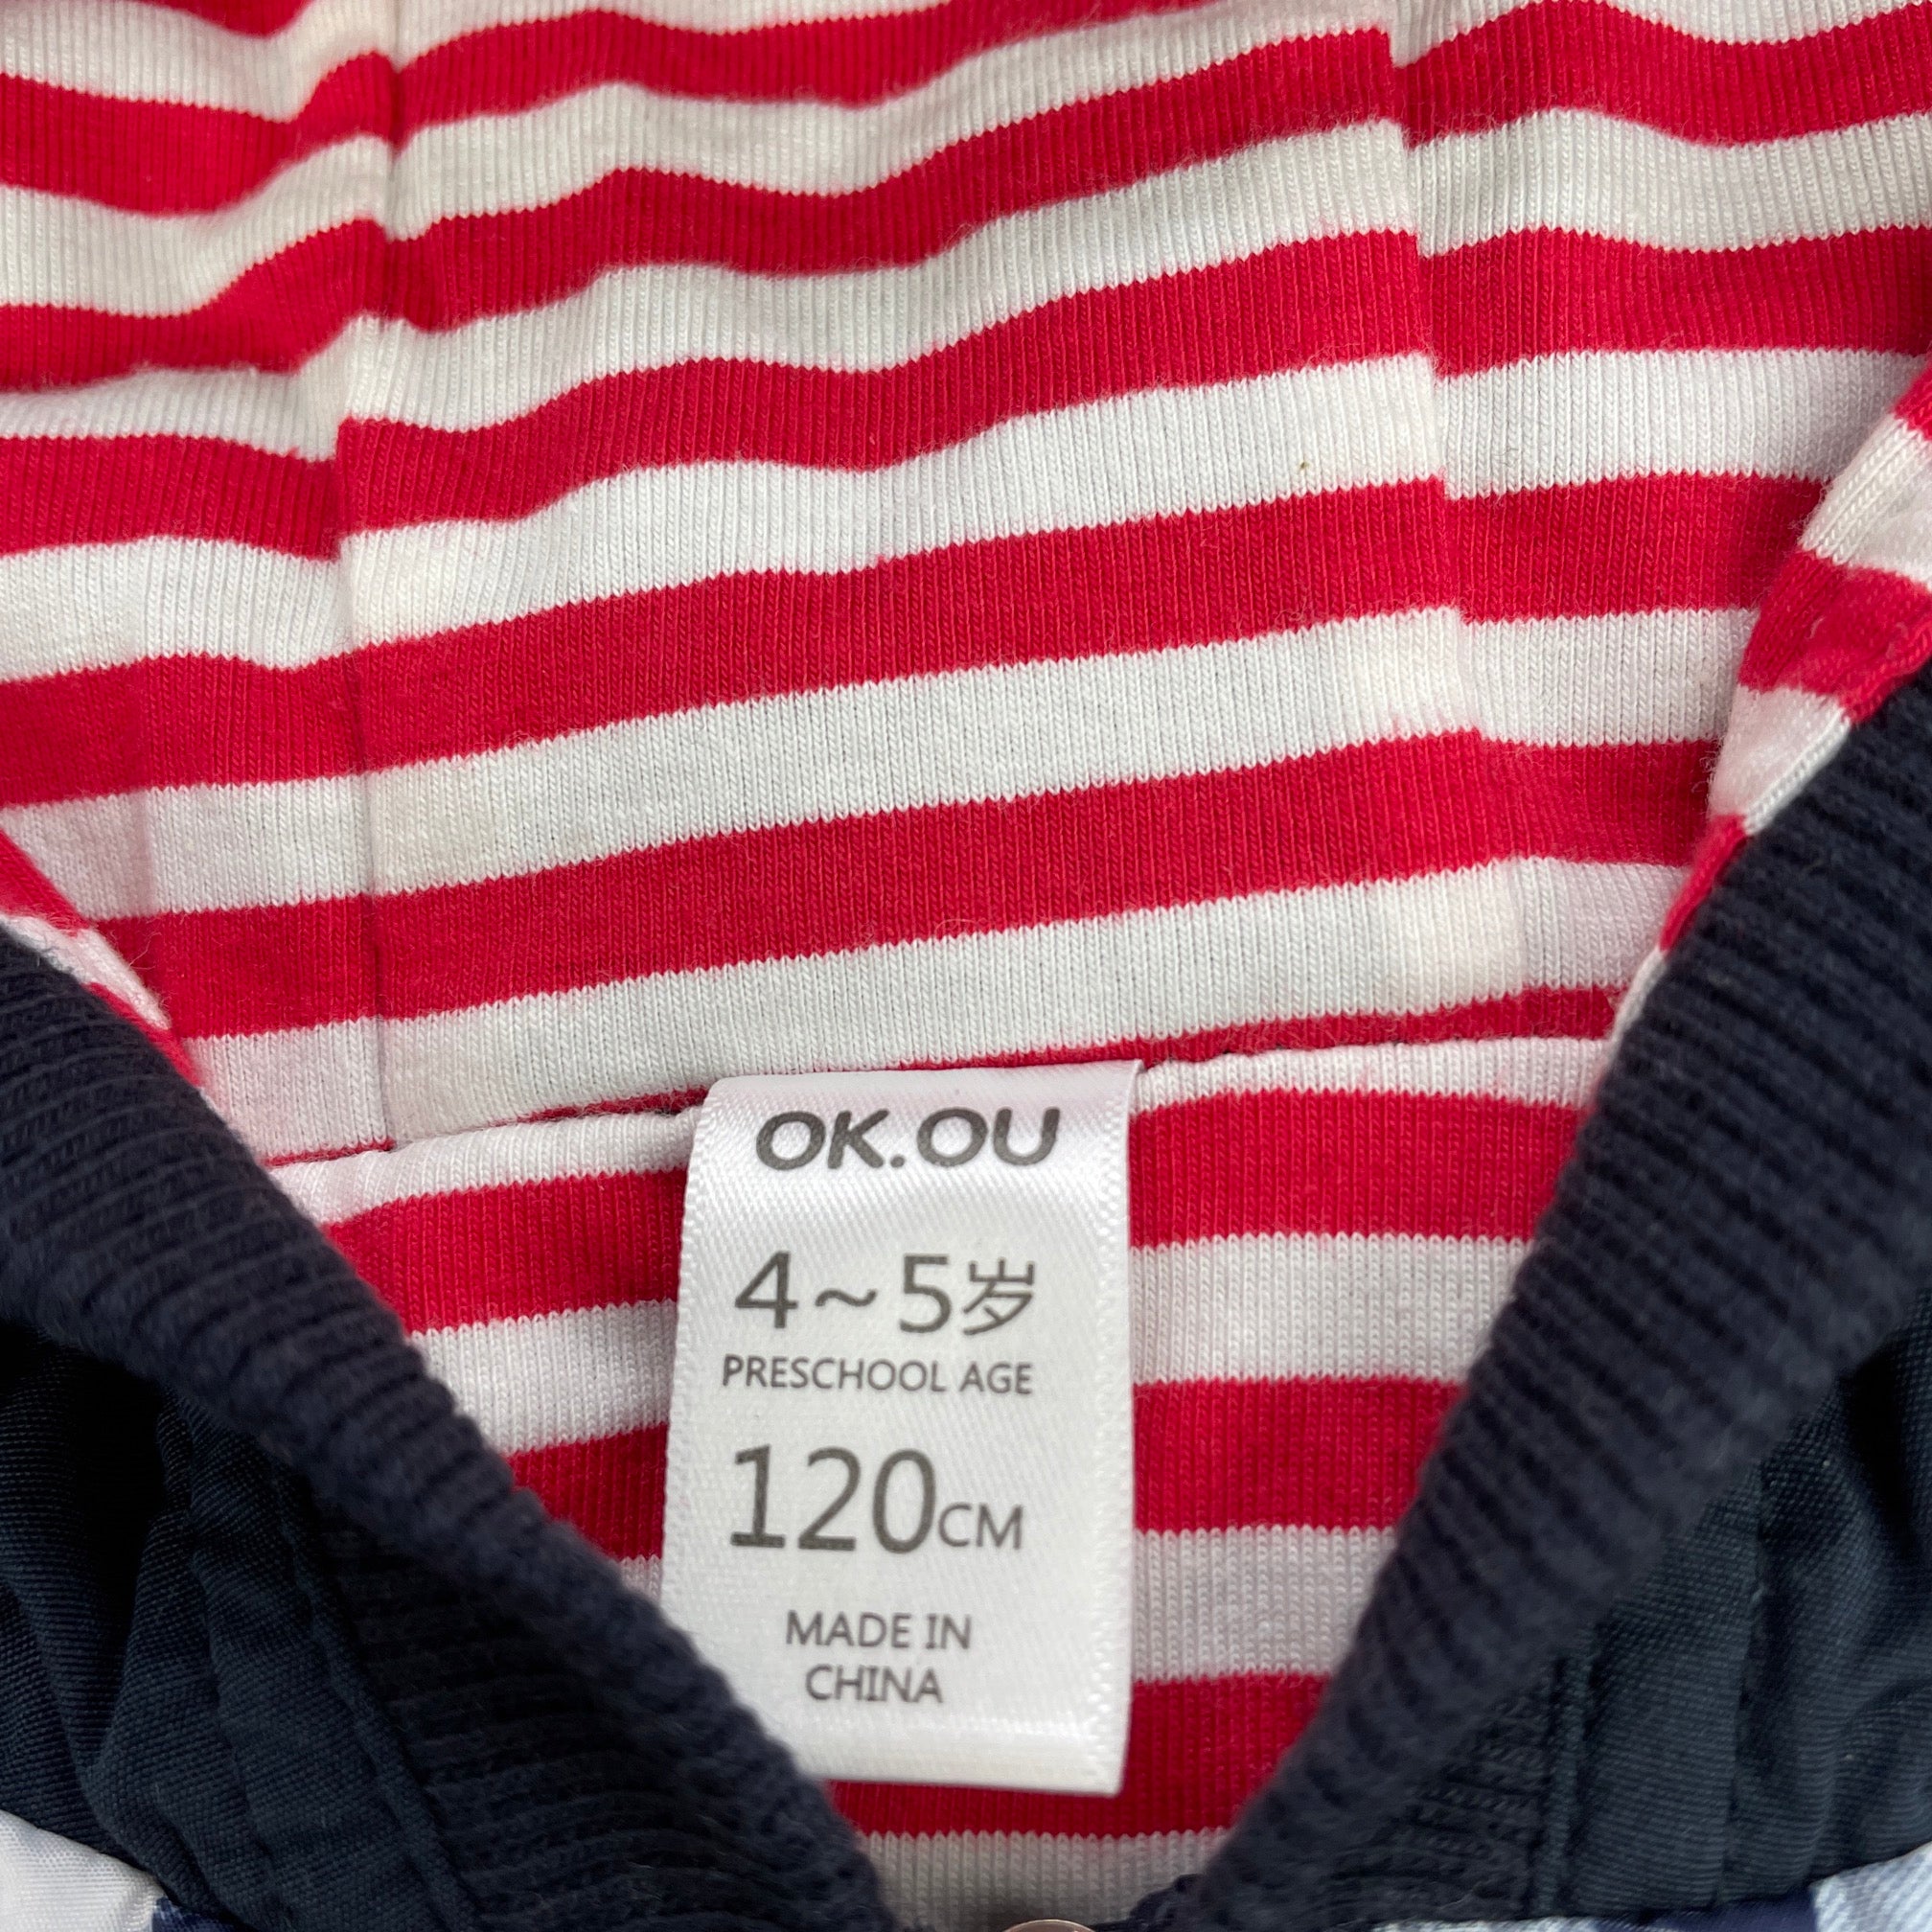 OK.OU
4~5岁
PRESCHOOL AGE
120CM
MADE IN
CHINA